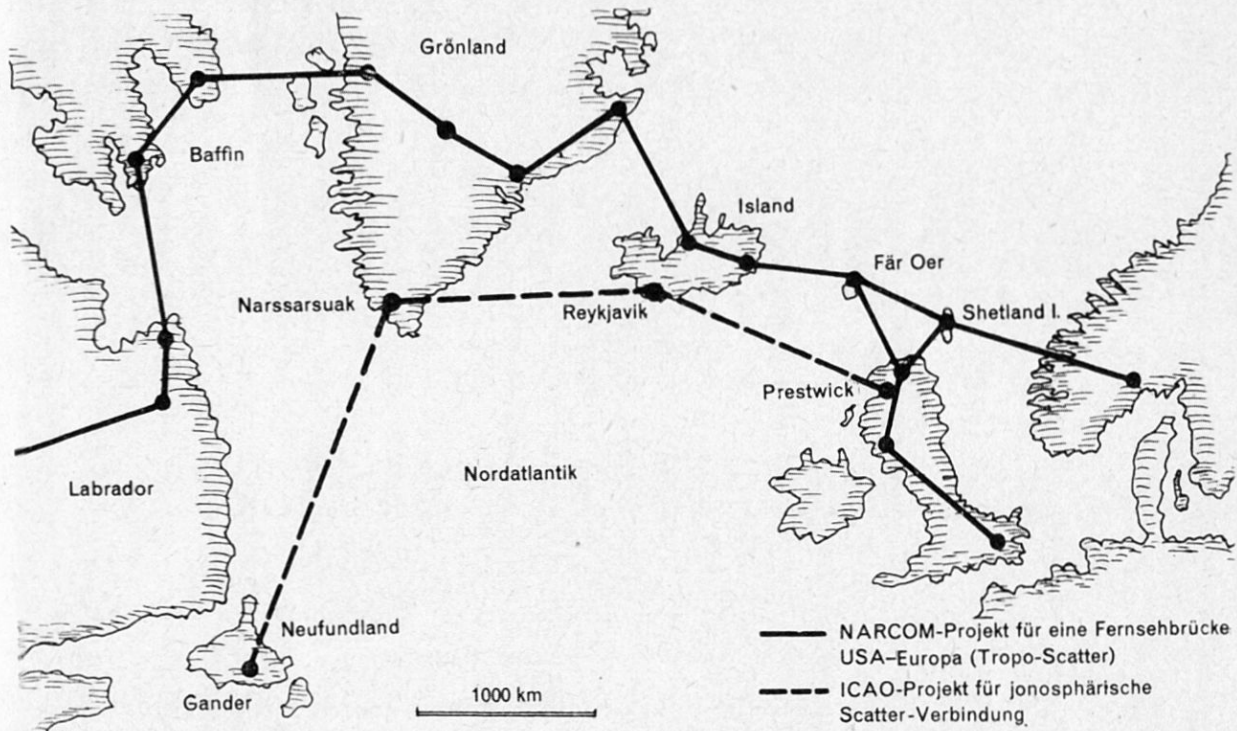 Grönland
Baffin
Island
Fär Oer
Narssarsuak
Reykjavik
Shetland I.
Prestwick
Nordatlantik
Labrador
Neufundland
Gander
1000 km
NARCOM-Projekt für eine Fernsehbrücke
USA–Europa (Tropo-Scatter)
ICAO-Projekt für jonosphärische
Scatter-Verbindung